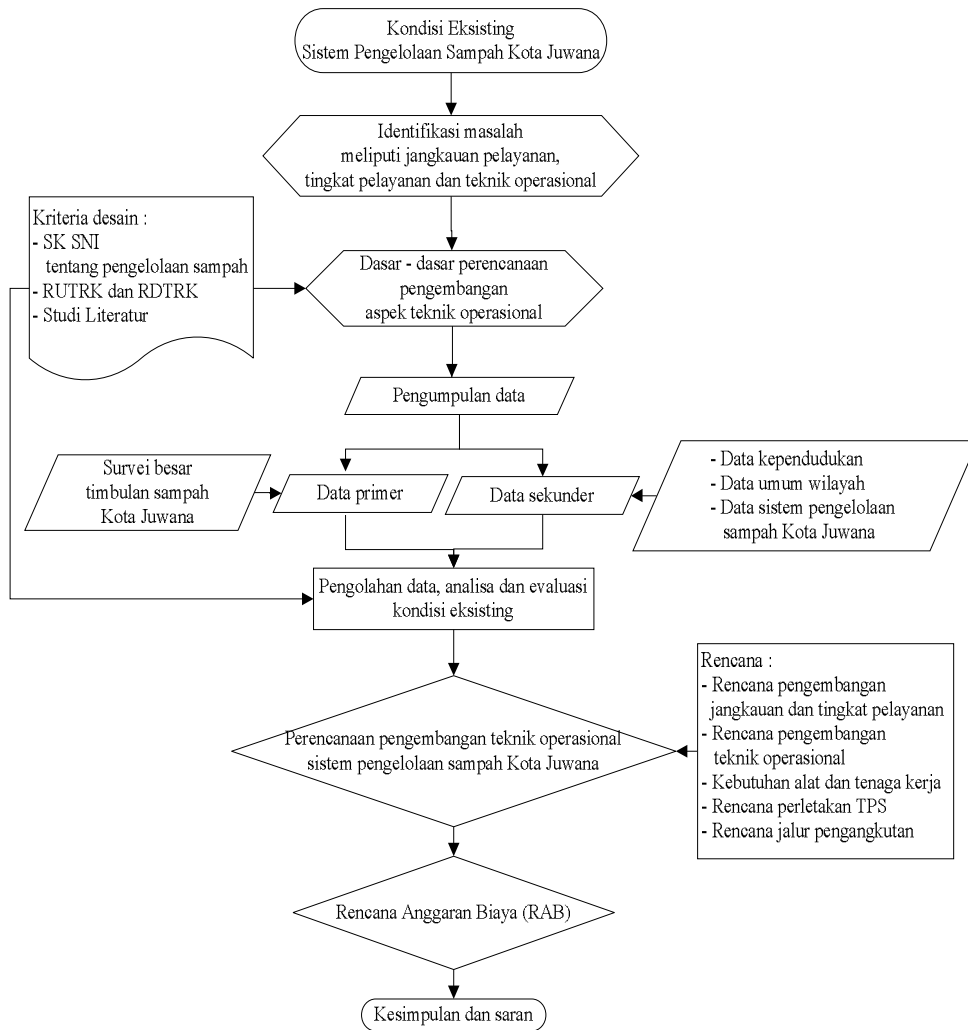 Kondisi Eksisting
Sistem Pengelolaan Sampah Kota Juwana
Identifikasi masalah
meliputi jangkauan pelayanan,
tingkat pelayanan dan teknik operasional
Kriteria desain :
- SK SNI
tentang pengelolaan sampah
- RUTRK dan RDTRK
- Studi Literatur
Dasar - dasar perencanaan
pengembangan
aspek teknik operasional
Pengumpulan data
Survei besar
timbulan sampah
Kota Juwana
Data primer
Data sekunder
- Data kependudukan
- Data umum wilayah
- Data sistem pengelolaan
sampah Kota Juwana
Pengolahan data, analisa dan evaluasi
kondisi eksisting
Perencanaan pengembangan teknik operasional
sistem pengelolaan sampah Kota Juwana
Rencana :
- Rencana pengembangan
jangkauan dan tingkat pelayanan
- Rencana pengembangan
teknik operasional
- Kebutuhan alat dan tenaga kerja
- Rencana perletakan TPS
- Rencana jalur pengangkutan
Rencana Anggaran Biaya (RAB)
Kesimpulan dan saran